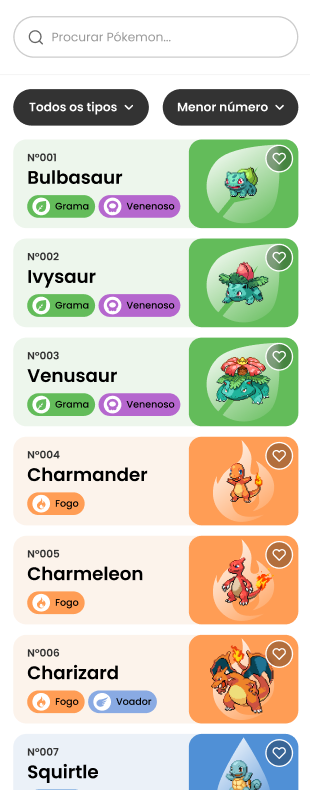 Procurar Pókemon...
Todos os tipos
Menor número
Nº001
Bulbasaur
Grama
Venenoso
Nº002
Ivysaur
Grama
Venenoso
Nº003
Venusaur
Grama
Venenoso
Nº004
Charmander
Fogo
Nº005
Charmeleon
Fogo
Nº006
Charizard
Fogo
Voador
Nº007
Squirtle